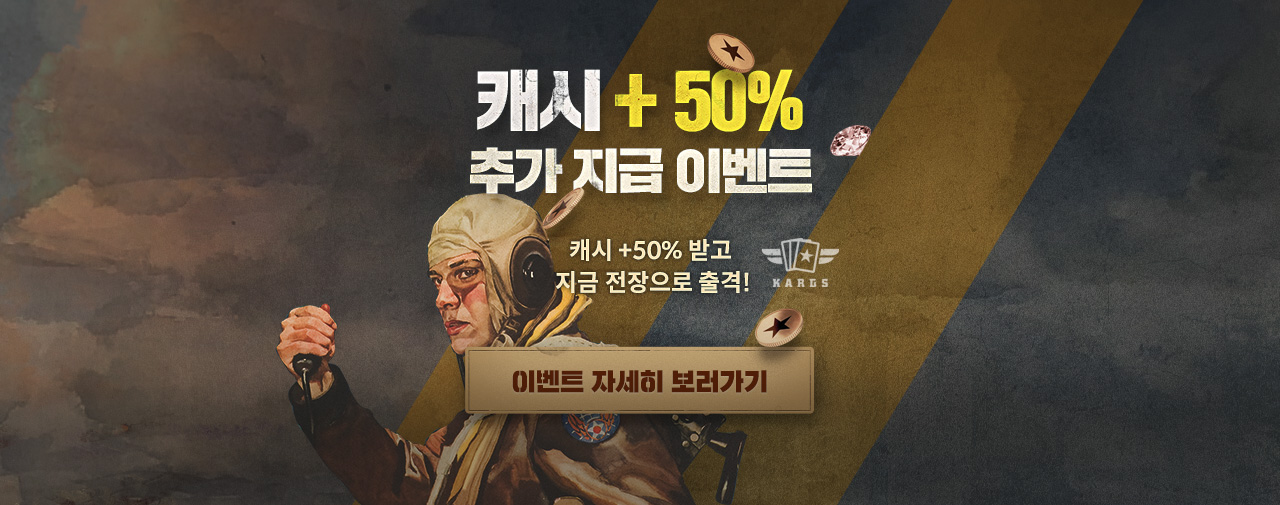 캐시 + 50%
추가 지급 이벤트
캐시 +50% 받고
지금 전장으로 출격!
KARDS
이벤트 자세히 보러가기